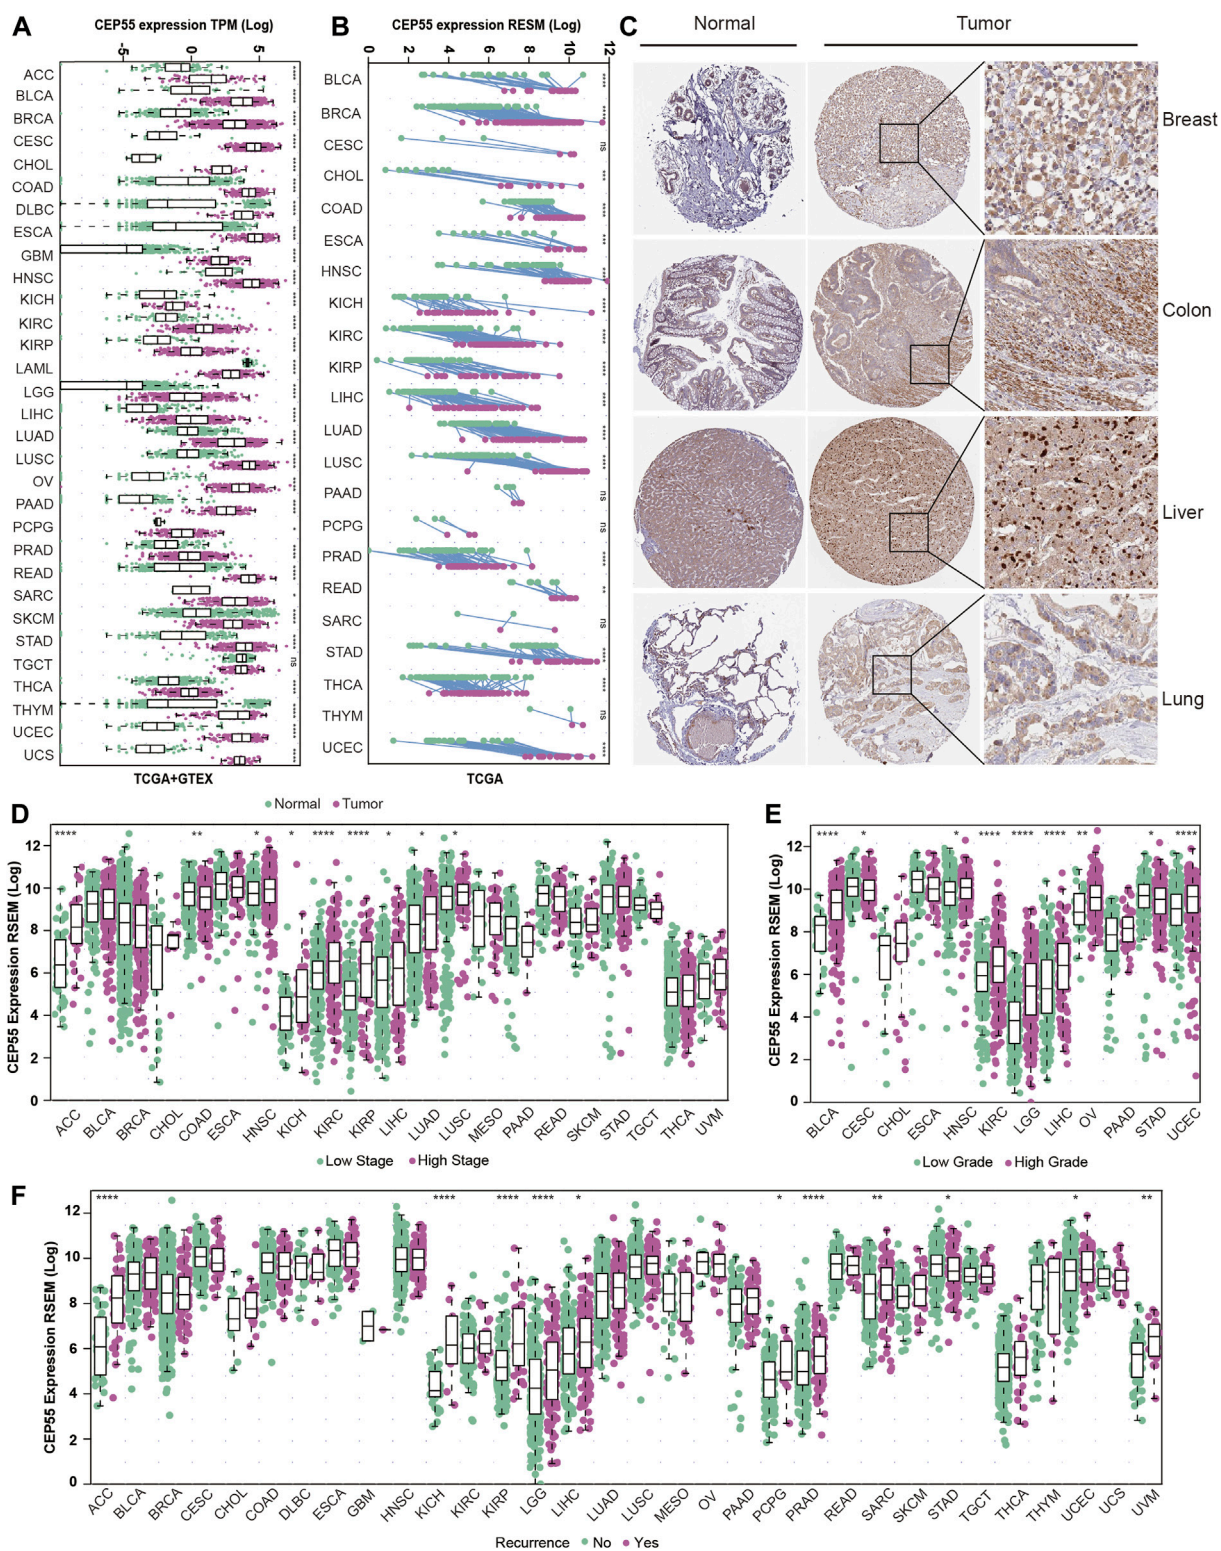 A
CEP55 expression TPM (Log)
-5
0
5
ACC
BLCA
BRCA
CESC
CHOL
COAD
DLBC
ESCA
GBM
HNSC
KICH
KIRC
KIRP
LAML
LGG
LIHC
LUAD
LUSC
OV
PAAD
PCPG
PRAD
READ
SARC
SKCM
STAD
TGCT
ns
THCA
THYM
UCEC
UCS
TCGA+GTEX
Normal
Tumor
B
CEP55 expression RESM (Log)
0
2
4
6
8
10
12
BLCA
BRCA
CESC
ns
CHOL
COAD
ESCA
HNSC
KICH
KIRC
KIRP
LIHC
LUAD
LUSC
PAAD
ns
PCPG
ns
PRAD
READ
**
SARC
ns
STAD
THCA
THYM
ns
UCEC
TCGA
C
Normal
Tumor
Breast
Colon
Liver
Lung
D
CEP55 Expression RSEM (Log)
12
10
8
6
4
2
0
**** ** * * **** **** * * *
ACC BLCA BRCA CHOL COAD ESCA HNSC KICH KIRC KIRP LIHC LUAD LUSC MESO PAAD READ SKCM STAD TGCT THCA UVM
Low Stage High Stage
E
CEP55 Expression RSEM (Log)
12
10
8
6
4
2
0
**** * * **** **** **** ** * ****
BLCA CESC CHOL ESCA HNSC KIRC LGG LIHC OV PAAD STAD UCEC
Low Grade High Grade
F
CEP55 Expression RSEM (Log)
12
10
8
6
4
2
0
**** **** **** **** * * **** ** * * **
ACC BLCA BRCA CESC CHOL COAD DLBC ESCA GBM HNSC KICH KIRC KIRP LGG LIHC LUAD LUSC MESO OV PAAD PCPG PRAD READ SARC SKCM STAD TGCT THCA THYM UCEC UCS UVM
Recurrence No Yes